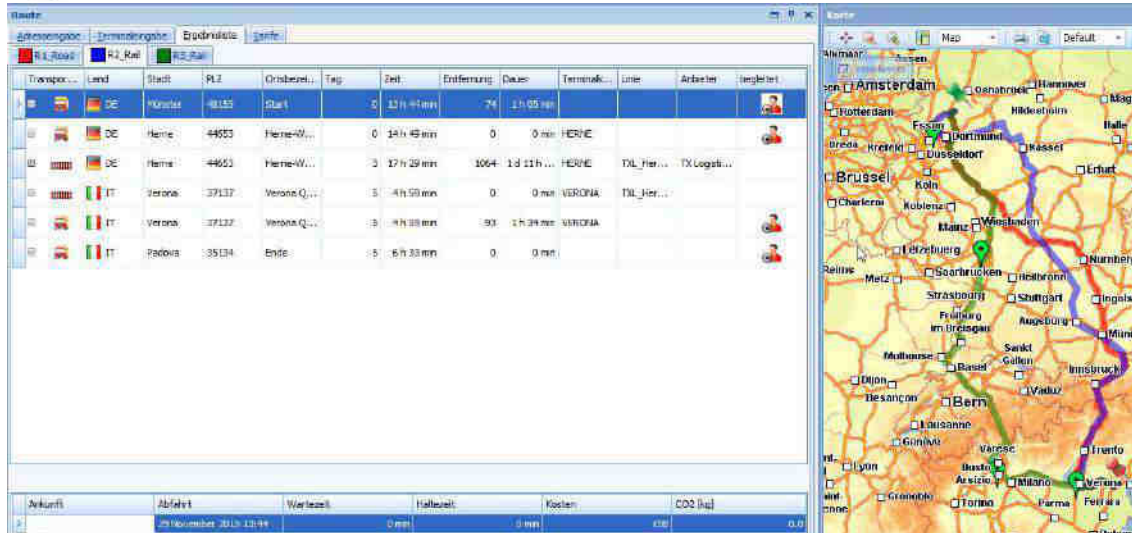 Route
Karte
Adresseingabe Terminaleingabe Ergebnisliste Tarife
R1_Road R2_Rail R3_Rail
Map Default
Transpor... Land Stadt PLZ Ortsbezei... Tag Zeit Entfernung Dauer Terminalk... Linie Anbieter begleitet
DE Münster 48155 Start 0 13 h 44 min 74 1 h 05 min
DE Herne 44653 Herne-W... 0 14 h 49 min 0 0 min HERNE
DE Herne 44653 Herne-W... 3 17 h 29 min 1064 1 d 11 h ... HERNE TXL_Her... TX Logisti...
IT Verona 37137 Verona Q... 5 4 h 59 min 0 0 min VERONA TXL_Her...
IT Verona 37137 Verona Q... 5 4 h 59 min 93 1 h 34 min VERONA
IT Padova 35134 Ende 5 6 h 33 min 0 0 min
Ankunft Abfahrt Wartezeit Haltezeit Kosten CO2 [kg]
29 November 2013 13:44 0 min 0 min 0.0
Alkmaar Assen
Amsterdam Osnabrück Hannover Mag
Rotterdam Hildesheim
Essen Halle
Breda Krefeld Dortmund Kassel
Düsseldorf
Brussel Erfurt
Köln
Charleroi Koblenz
Mainz Wiesbaden
Lëtzebuerg Nürnberg
Reims Metz Saarbrücken Heilbronn
Strasbourg Stuttgart Ingols
Freiburg im Breisgau Augsburg Mün
Mulhouse Sankt Gallen
Basel Innsbruck
Dijon Vaduz
Besançon Bern
Lausanne
Genève Varese Trento
Lyon Busto Arsizio Milano Verona
Grenoble Torino Parma Ferrara